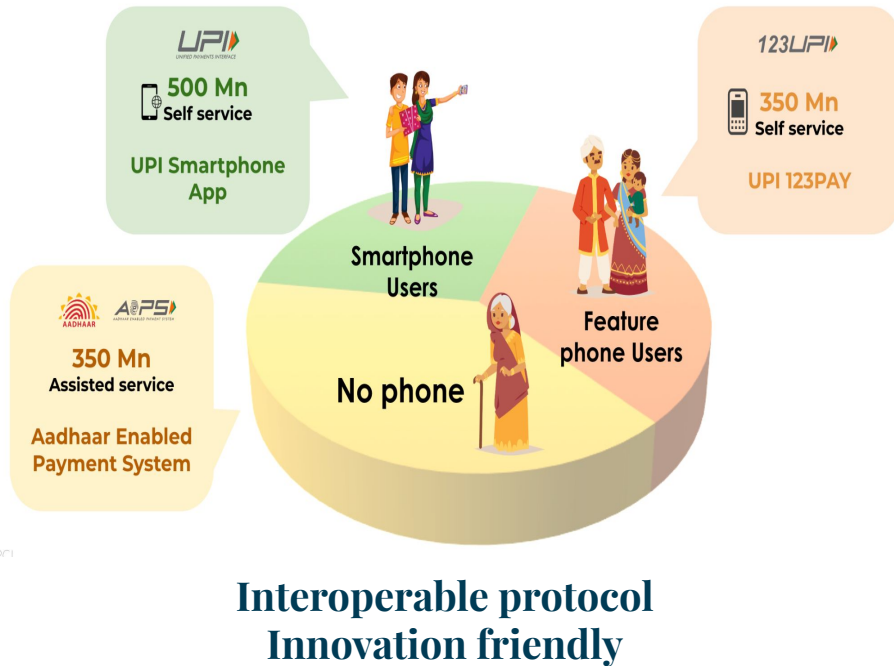 UPI
UNIFIED PAYMENTS INTERFACE
500 Mn
Self service
UPI Smartphone
App
123UPI
350 Mn
Self service
UPI 123PAY
Smartphone
Users
Feature
phone Users
No phone
AADHAAR
AePS
AADHAAR ENABLED PAYMENT SYSTEM
350 Mn
Assisted service
Aadhaar Enabled
Payment System
Interoperable protocol
Innovation friendly